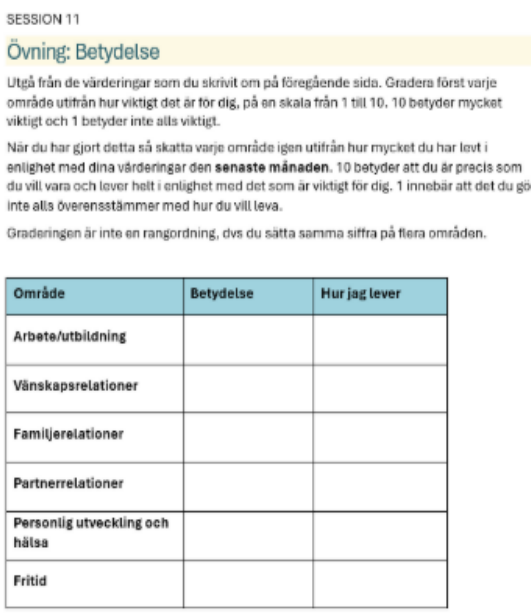 SESSION 11
Övning: Betydelse
Utgå från de värderingar som du skrivit om på föregående sida. Gradera först varje
område utifrån hur viktigt det är för dig, på en skala från 1 till 10. 10 betyder mycket
viktigt och 1 betyder inte alls viktigt.
När du har gjort detta så skatta varje område igen utifrån hur mycket du har levt i
enlighet med dina värderingar den senaste månaden. 10 betyder att du är precis som
du vill vara och lever helt i enlighet med det som är viktigt för dig. 1 innebär att det du gö
inte alls överensstämmer med hur du vill leva.
Graderingen är inte en rangordning, dvs du sätta samma siffra på flera områden.
Område Betydelse Hur jag lever
Arbete/utbildning
Vänskapsrelationer
Familjerelationer
Partnerrelationer
Personlig utveckling och
hälsa
Fritid